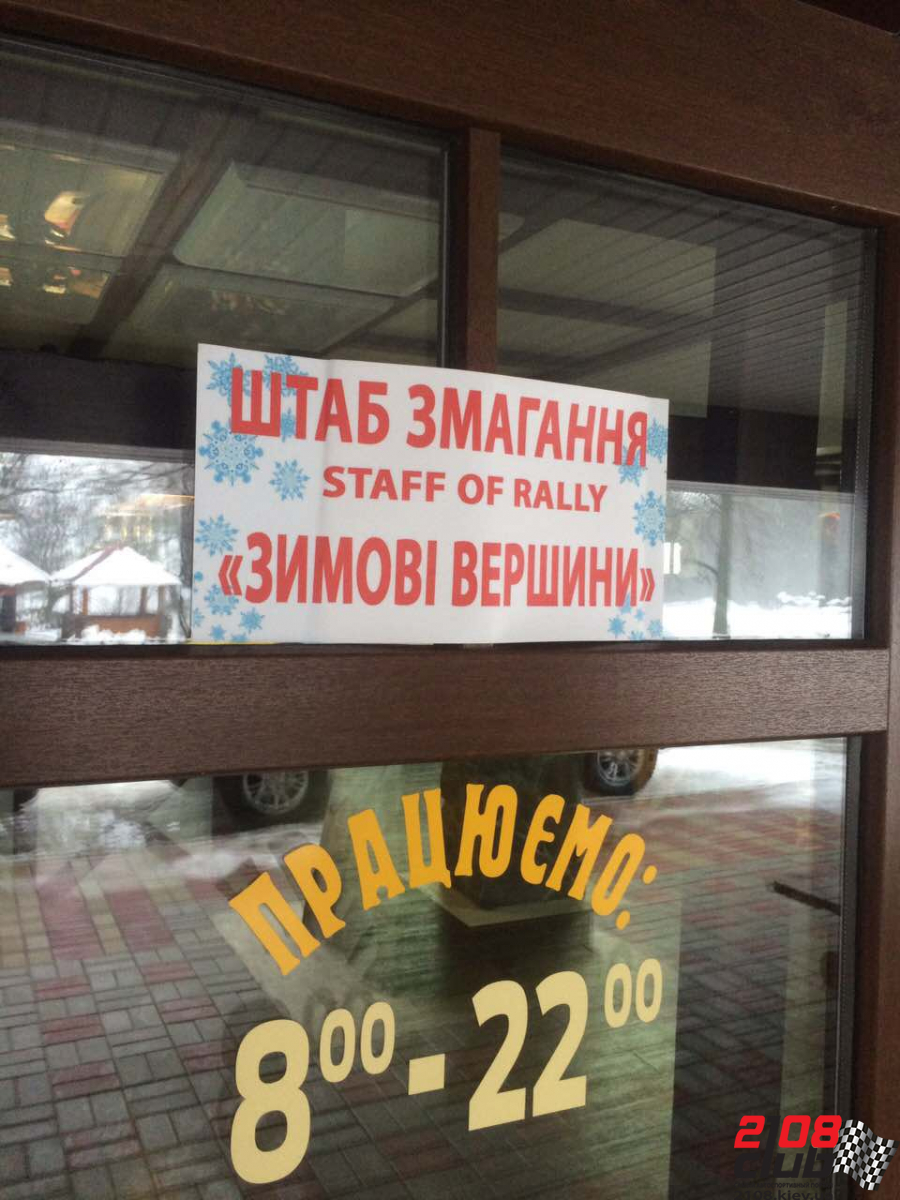 ШТАБ ЗМАГАННЯ
STAFF OF RALLY
«ЗИМОВІ ВЕРШИНИ»
ПРАЦЮЄМО:
8⁰⁰ - 22⁰⁰
2 08